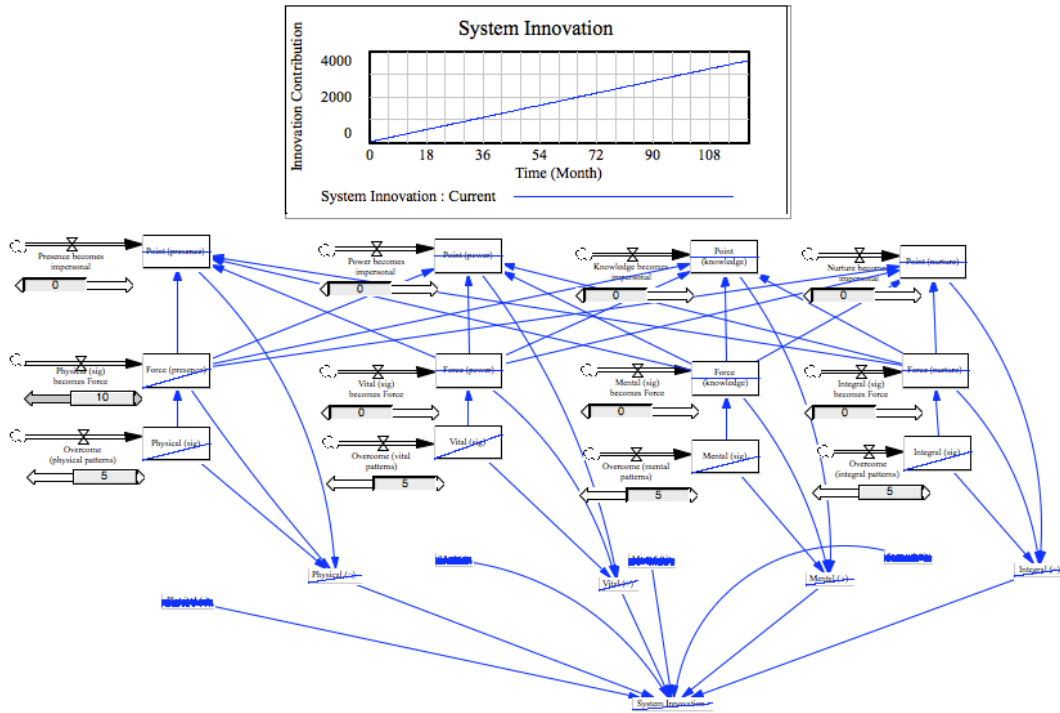 System Innovation
Innovation Contribution
4000
2000
0
0 18 36 54 72 90 108
Time (Month)
System Innovation : Current
Presence becomes
impersonal
0
Point (presence)
Power becomes
impersonal
0
Point (power)
Knowledge becomes
impersonal
0
Point
(knowledge)
Nurture becomes
impersonal
0
Point (nurture)
Physical (sig)
becomes Force
10
Force (presence)
Vital (sig)
becomes Force
0
Force (power)
Mental (sig)
becomes Force
0
Force
(knowledge)
Integral (sig)
becomes Force
0
Force (nurture)
Overcome
(physical patterns)
5
Physical (sig)
Overcome (vital
patterns)
5
Vital (sig)
Overcome (mental
patterns)
5
Mental (sig)
Overcome
(integral patterns)
5
Integral (sig)
Physical
Vital
Mental
Integral
System Innovation